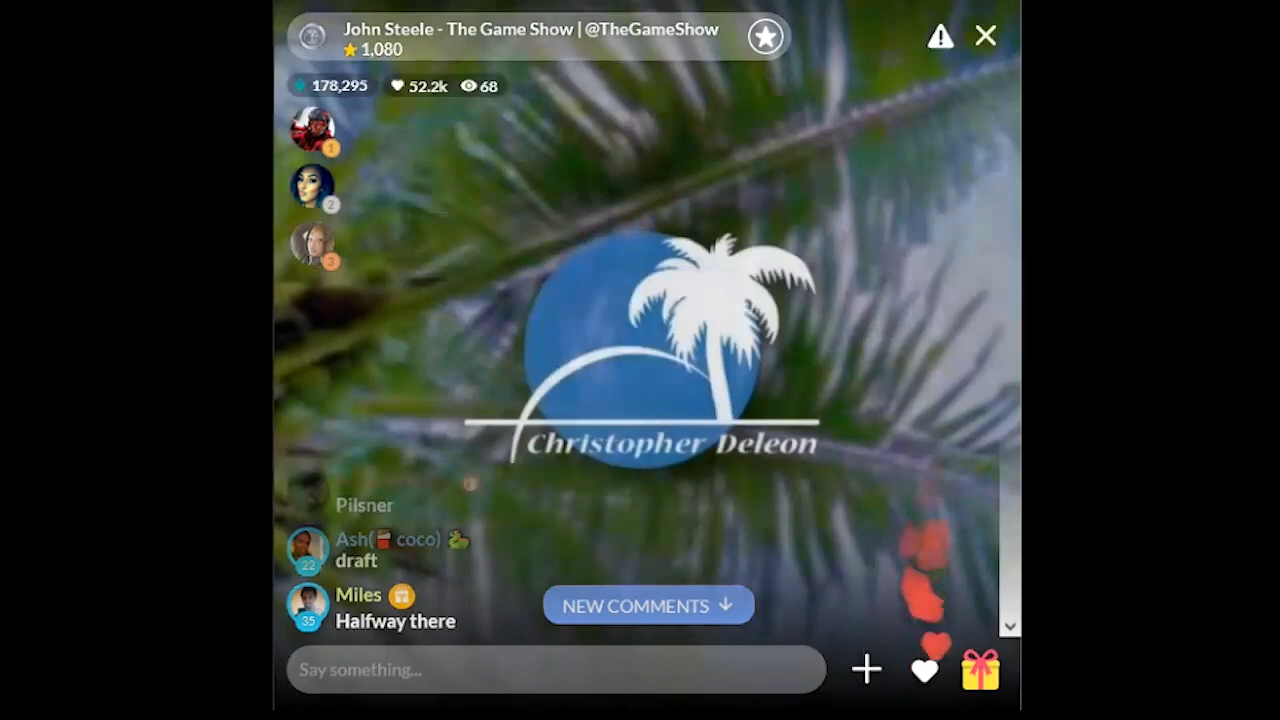 John Steele - The Game Show | @TheGameShow
1,080
178,295 52.2k 68
1
2
3
Christopher Deleon
Pilsner
Ash( coco)
22
draft
Miles
35
Halfway there
NEW COMMENTS ↓
Say something...